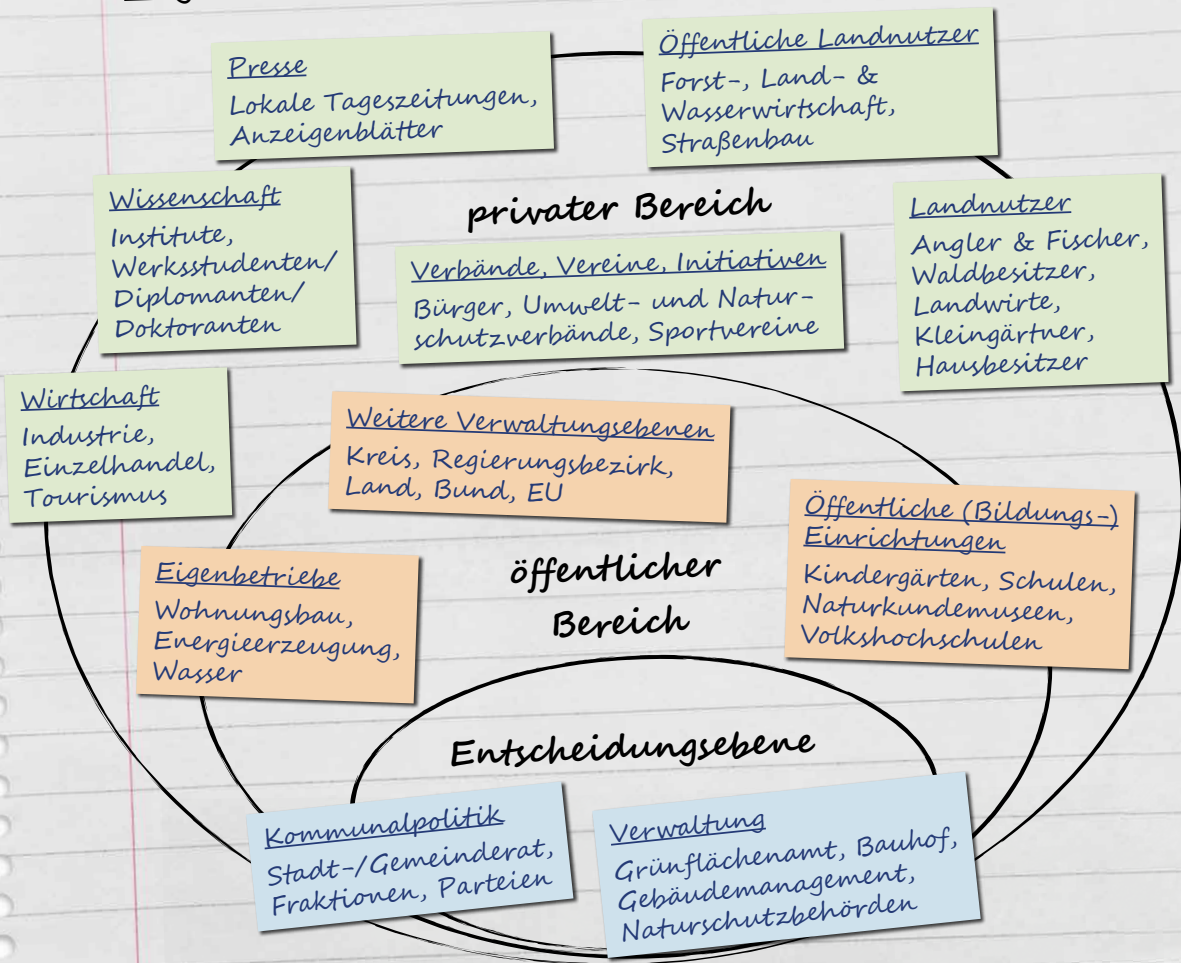 Presse
Lokale Tageszeitungen,
Anzeigenblätter
Öffentliche Landnutzer
Forst-, Land- &
Wasserwirtschaft,
Straßenbau
Wissenschaft
Institute,
Werksstudenten/
Diplomanten/
Doktoranten
privater Bereich
Verbände, Vereine, Initiativen
Bürger, Umwelt- und Natur-
schutzverbände, Sportvereine
Landnutzer
Angler & Fischer,
Waldbesitzer,
Landwirte,
Kleingärtner,
Hausbesitzer
Wirtschaft
Industrie,
Einzelhandel,
Tourismus
Weitere Verwaltungsebenen
Kreis, Regierungsbezirk,
Land, Bund, EU
Öffentliche (Bildungs-)
Einrichtungen
Kindergärten, Schulen,
Naturkundemuseen,
Volkshochschulen
Eigenbetriebe
Wohnungsbau,
Energieerzeugung,
Wasser
öffentlicher
Bereich
Entscheidungsebene
Kommunalpolitik
Stadt-/Gemeinderat,
Fraktionen, Parteien
Verwaltung
Grünflächenamt, Bauhof,
Gebäudemanagement,
Naturschutzbehörden